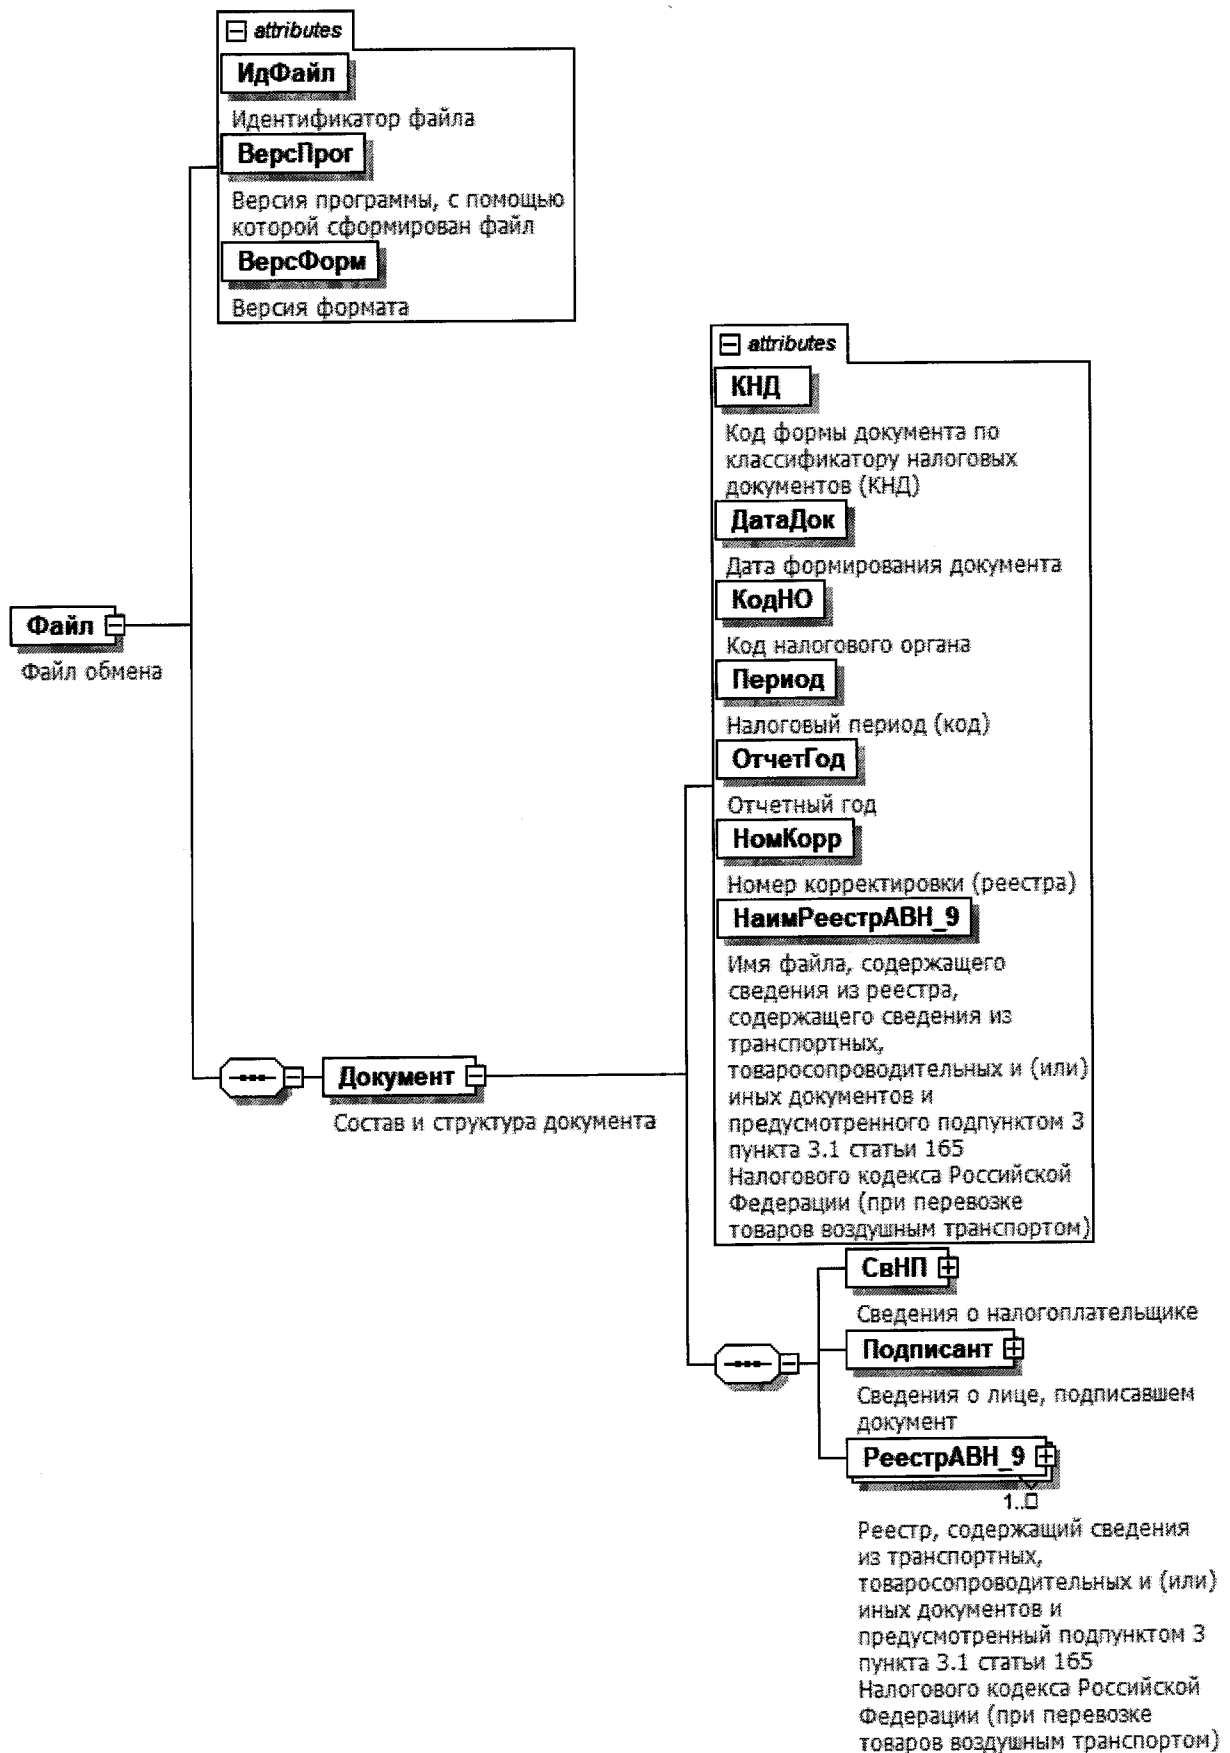 attributes
ИдФайл
Идентификатор файла
ВерсПрог
Версия программы, с помощью
которой сформирован файл
ВерсФорм
Версия формата
attributes
КНД
Код формы документа по
классификатору налоговых
документов (КНД)
ДатаДок
Дата формирования документа
КодНО
Код налогового органа
Период
Налоговый период (код)
ОтчетГод
Отчетный год
НомКорр
Номер корректировки (реестра)
НаимРеестрАВН_9
Имя файла, содержащего
сведения из реестра,
содержащего сведения из
транспортных,
товаросопроводительных и (или)
иных документов и
предусмотренного подпунктом 3
пункта 3.1 статьи 165
Налогового кодекса Российской
Федерации (при перевозке
товаров воздушным транспортом)
Файл
Файл обмена
Документ
Состав и структура документа
СвНП
Сведения о налогоплательщике
Подписант
Сведения о лице, подписавшем
документ
РеестрАВН_9
1..□
Реестр, содержащий сведения
из транспортных,
товаросопроводительных и (или)
иных документов и
предусмотренный подпунктом 3
пункта 3.1 статьи 165
Налогового кодекса Российской
Федерации (при перевозке
товаров воздушным транспортом)